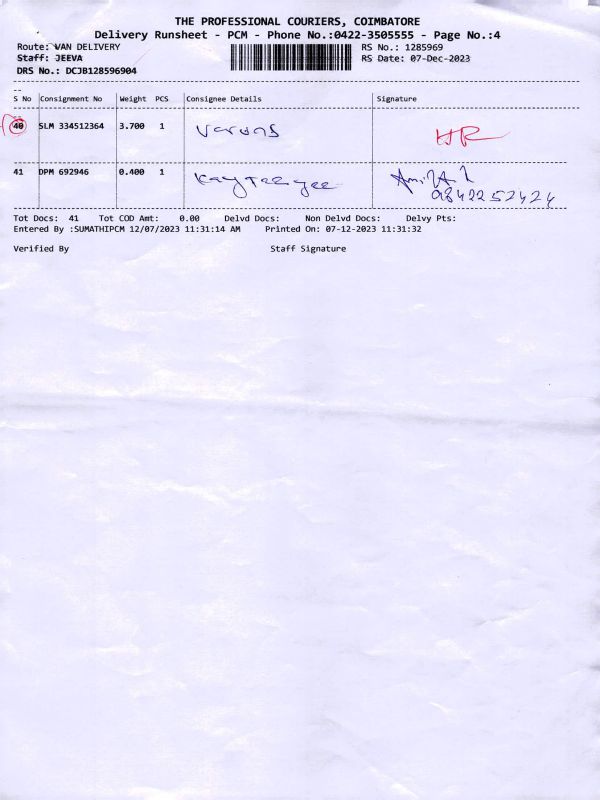 THE PROFESSIONAL COURIERS, COIMBATORE
Delivery Runsheet - PCM - Phone No.:0422-3505555 - Page No.:4
Route: VAN DELIVERY RS No.: 1285969
Staff: JEEVA RS Date: 07-Dec-2023
DRS No.: DCJB128596904
S No Consignment No Weight PCS Consignee Details Signature
40 SLM 334512364 3.700 1 HR
41 DPM 692946 0.400 1 Kay Tee yee
9842252424
Tot Docs: 41 Tot COD Amt: 0.00 Delvd Docs: Non Delvd Docs: Delvy Pts:
Entered By :SUMATHIPCM 12/07/2023 11:31:14 AM Printed On: 07-12-2023 11:31:32
Verified By Staff Signature